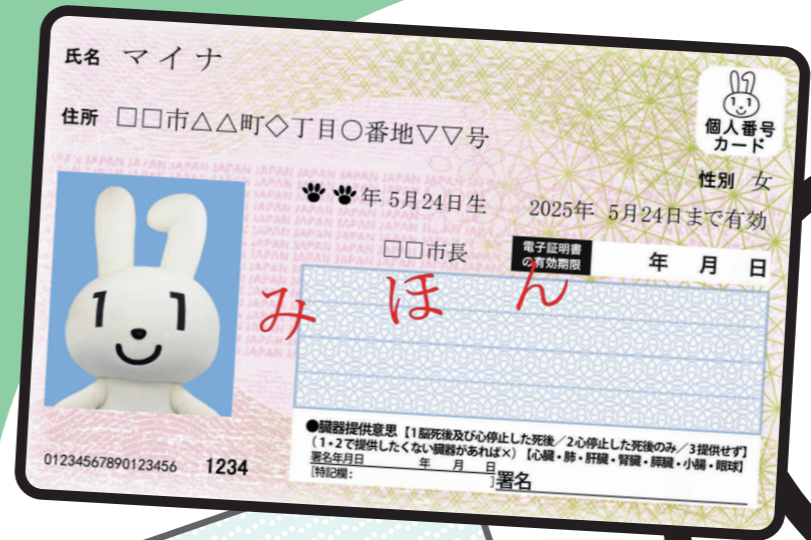 氏名 マイナ
住所 □□市△△町◇丁目○番地▽▽号
個人番号
カード
性別 女
🐾🐾年 5月24日生
2025年 5月24日まで有効
□□市長
電子証明書
の有効期限
年 月 日
みほん
JAPAN JAPAN JAPAN JAPAN JAPAN JAPAN
●臓器提供意思【1脳死後及び心停止した死後/2心停止した死後のみ/3提供せず】
(1・2で提供したくない臓器があれば×)【心臓・肺・肝臓・腎臓・膵臓・小腸・眼球】
署名年月日 年 月 日
[特記欄: ]署名
01234567890123456 1234